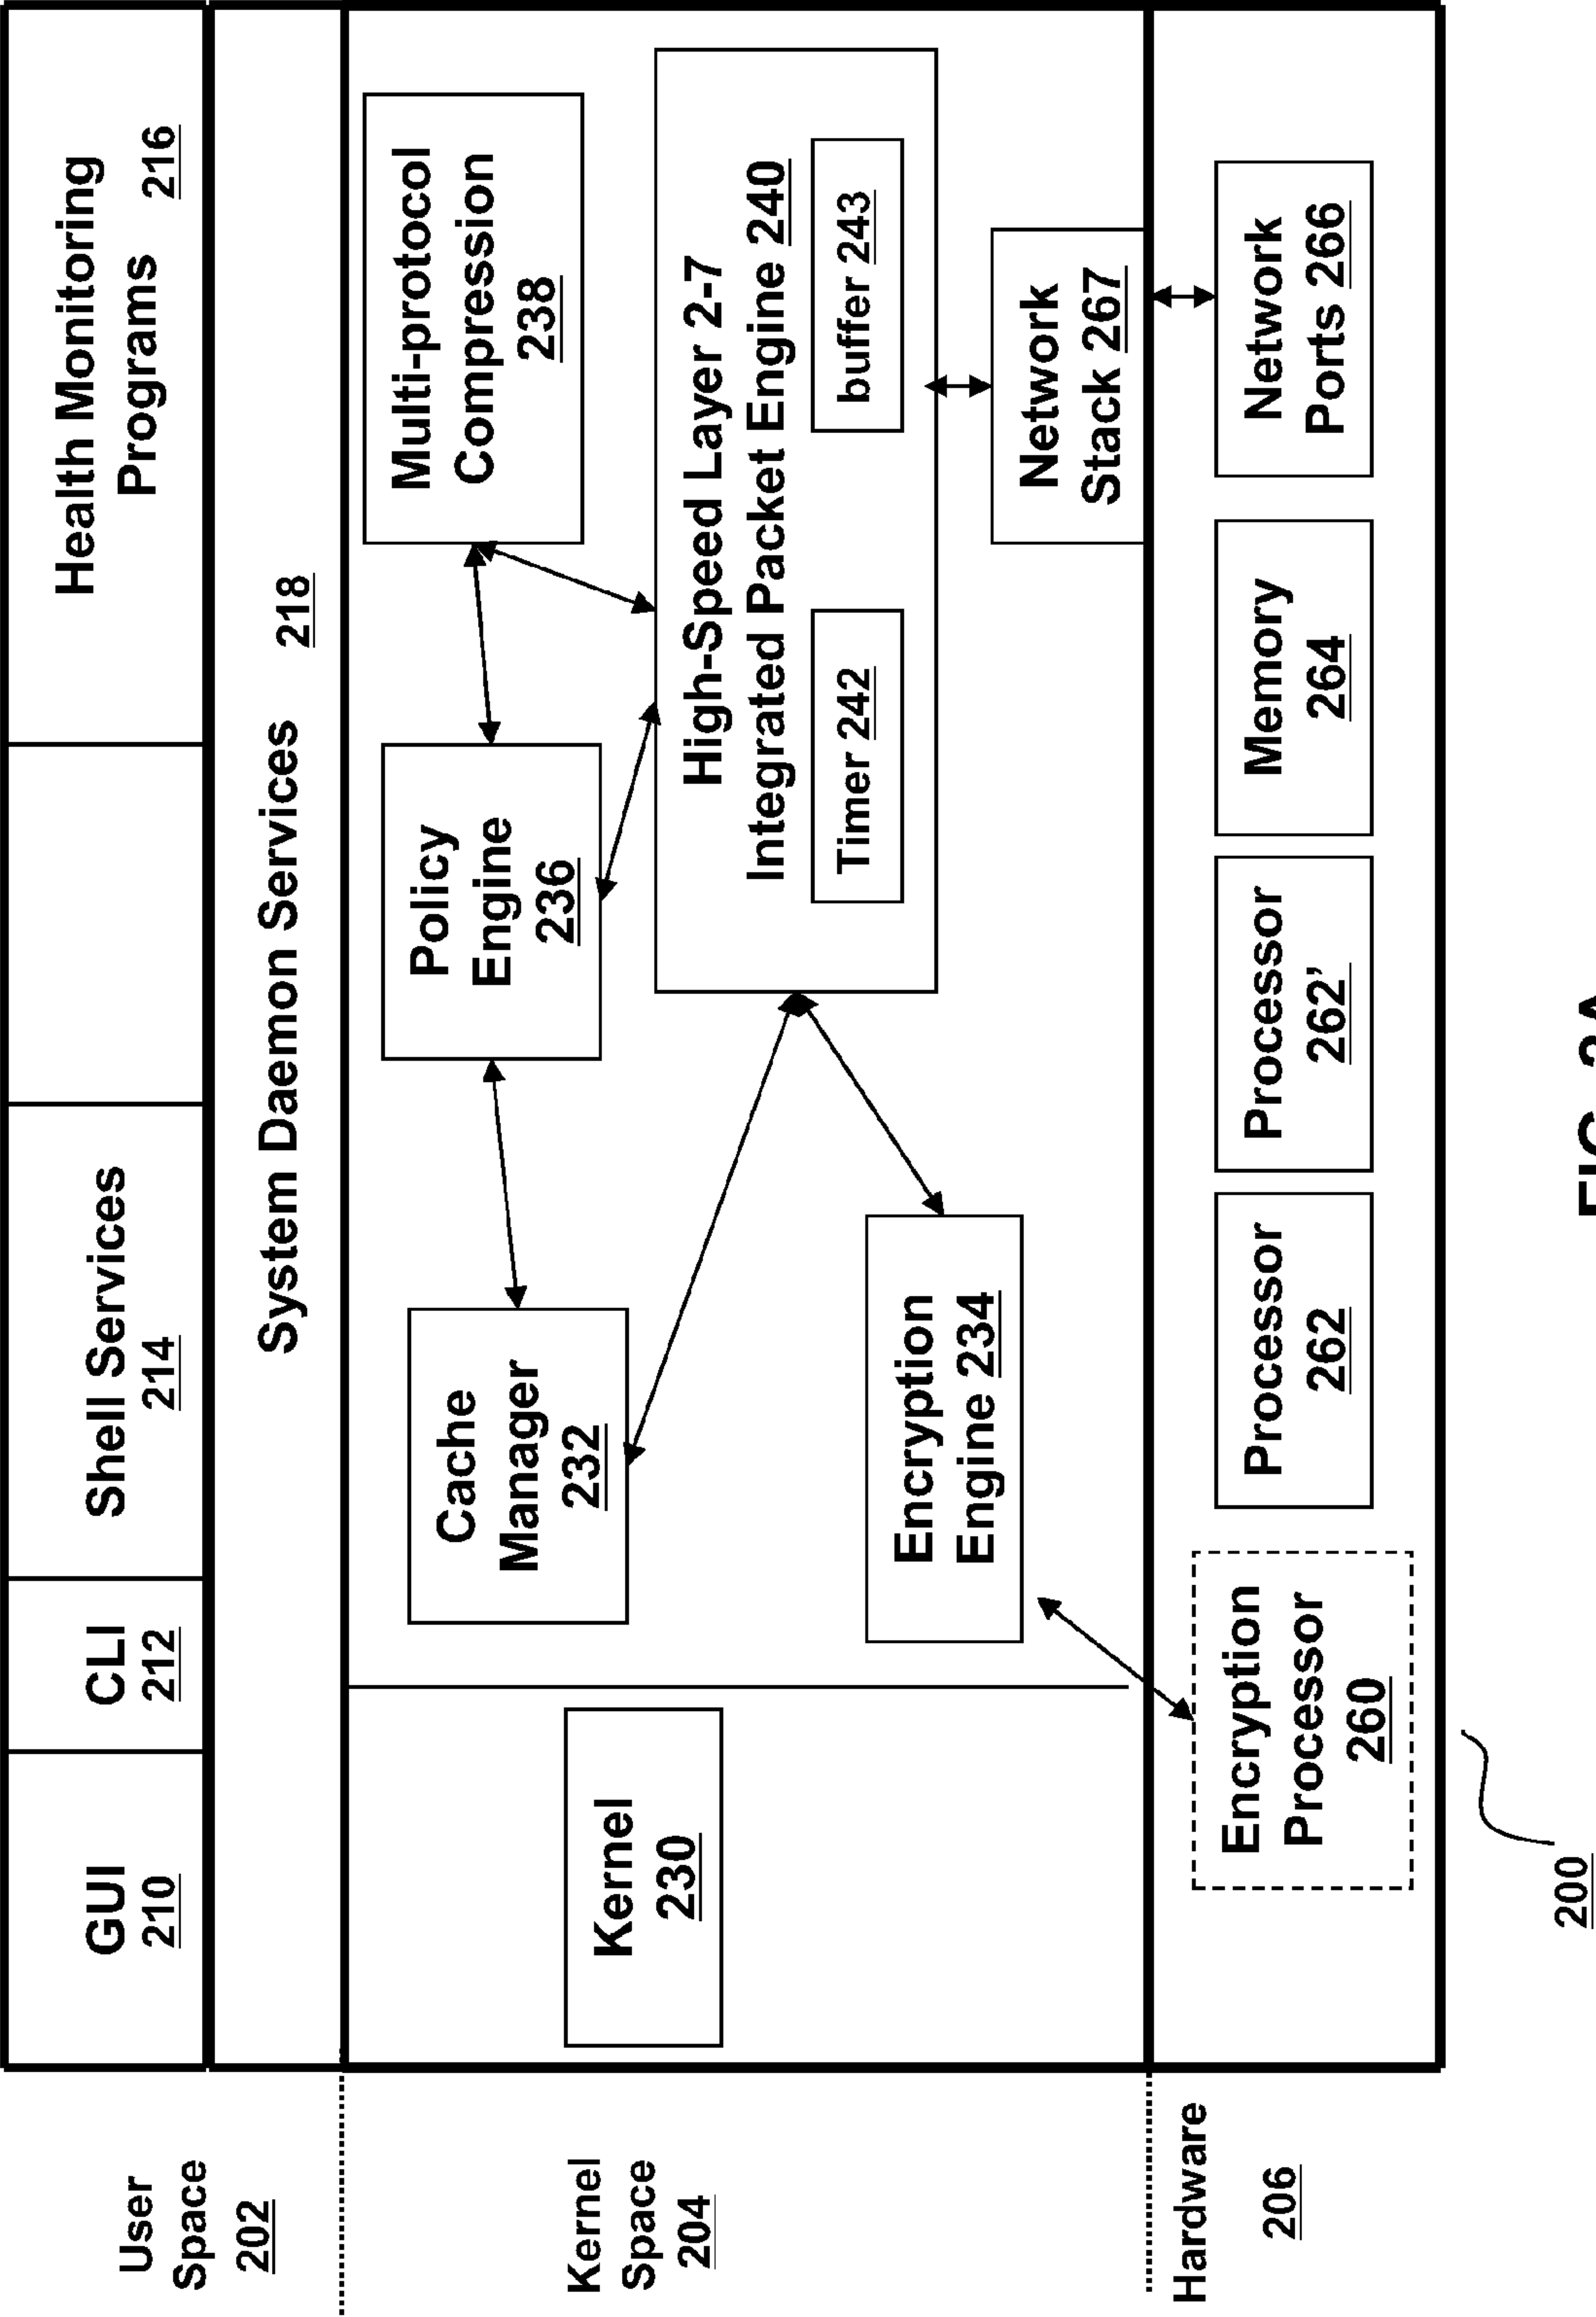 User
Space
202
GUI
210
CLI
212
Shell Services
214
Health Monitoring
Programs 216
System Daemon Services 218
Kernel
Space
204
Kernel
230
Cache
Manager
232
Policy
Engine
236
Multi-protocol
Compression
238
High-Speed Layer 2-7
Integrated Packet Engine 240
Timer 242
buffer 243
Encryption
Engine 234
Network
Stack 267
Hardware
206
Encryption
Processor
260
Processor
262
Processor
262’
Memory
264
Network
Ports 266
200
FIG.